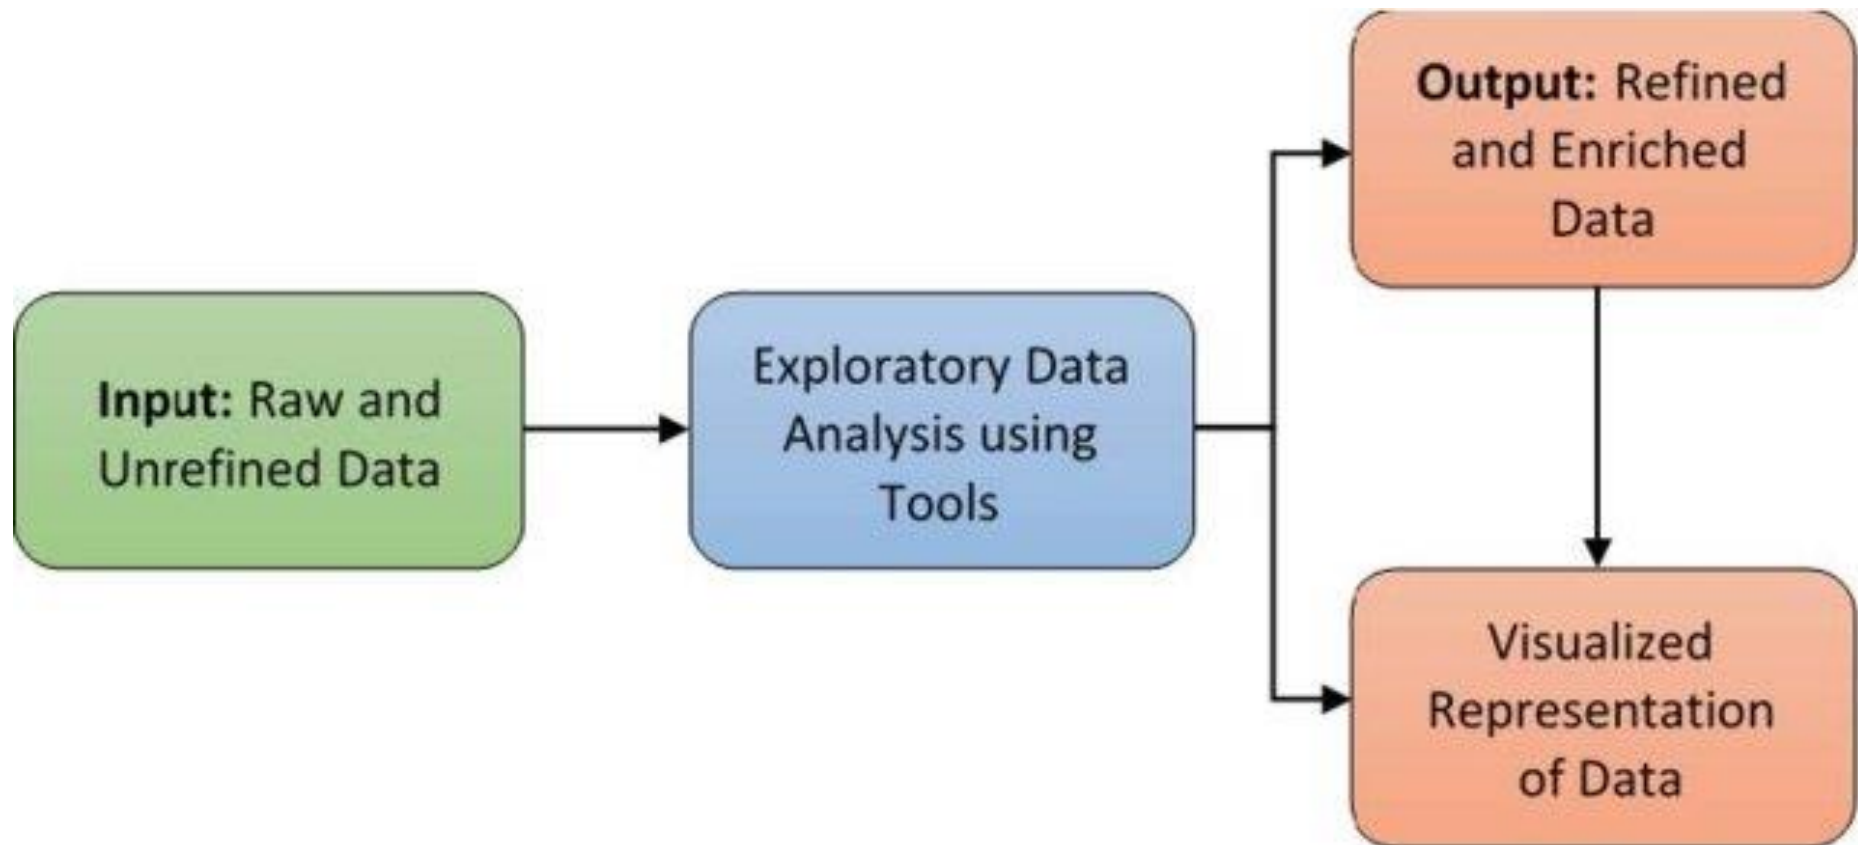 Input: Raw and
Unrefined Data
Exploratory Data
Analysis using
Tools
Output: Refined
and Enriched
Data
Visualized
Representation
of Data